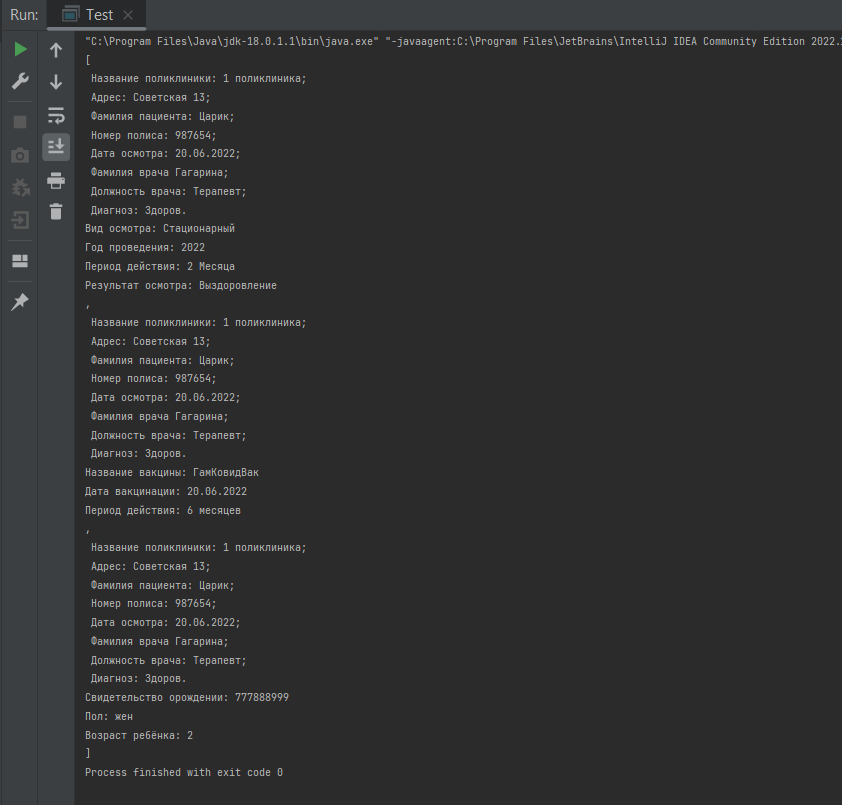 Run: Test
"C:\Program Files\Java\jdk-18.0.1.1\bin\java.exe" "-javaagent:C:\Program Files\JetBrains\IntelliJ IDEA Community Edition 2022.
[
Название поликлиники: 1 поликлиника;
Адрес: Советская 13;
Фамилия пациента: Царик;
Номер полиса: 987654;
Дата осмотра: 20.06.2022;
Фамилия врача Гагарина;
Должность врача: Терапевт;
Диагноз: Здоров.
Вид осмотра: Стационарный
Год проведения: 2022
Период действия: 2 Месяца
Результат осмотра: Выздоровление
,
Название поликлиники: 1 поликлиника;
Адрес: Советская 13;
Фамилия пациента: Царик;
Номер полиса: 987654;
Дата осмотра: 20.06.2022;
Фамилия врача Гагарина;
Должность врача: Терапевт;
Диагноз: Здоров.
Название вакцины: ГамКовидВак
Дата вакцинации: 20.06.2022
Период действия: 6 месяцев
,
Название поликлиники: 1 поликлиника;
Адрес: Советская 13;
Фамилия пациента: Царик;
Номер полиса: 987654;
Дата осмотра: 20.06.2022;
Фамилия врача Гагарина;
Должность врача: Терапевт;
Диагноз: Здоров.
Свидетельство орождении: 777888999
Пол: жен
Возраст ребёнка: 2
]
Process finished with exit code 0